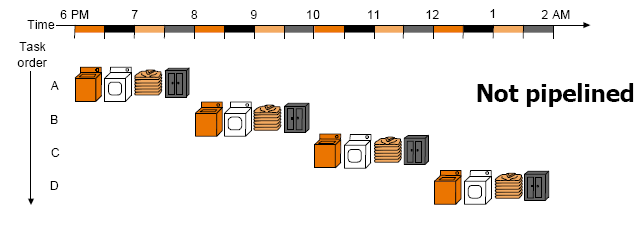 6 PM 7 8 9 10 11 12 1 2 AM
Time
Task
order
A
Not pipelined
B
C
D